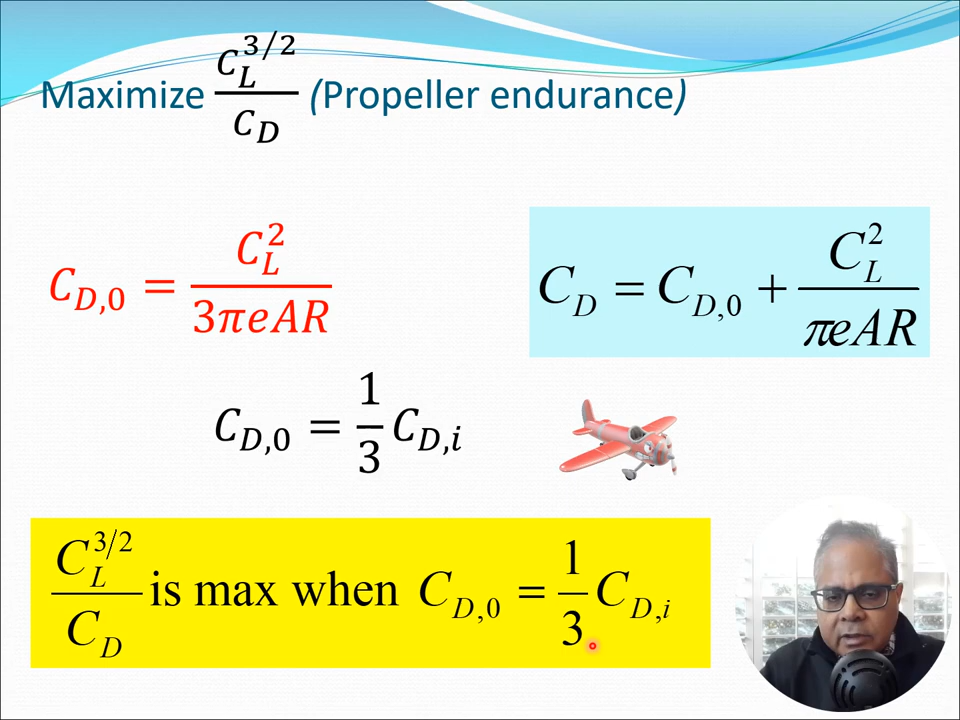 Maximize C_L^{3/2}/C_D (Propeller endurance)
C_{D,0} = C_L^2/3πeAR
C_D = C_{D,0} + C_L^2/πeAR
C_{D,0} = 1/3 C_{D,i}
C_L^{3/2}/C_D is max when C_{D,0} = 1/3 C_{D,i}